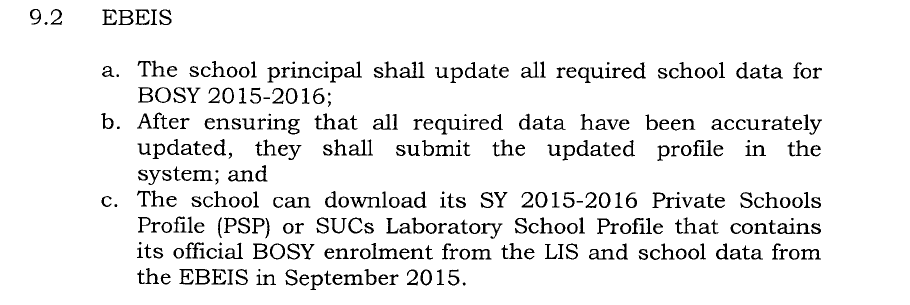 9.2 EBEIS
a. The school principal shall update all required school data for
BOSY 2015-2016;
b. After ensuring that all required data have been accurately
updated, they shall submit the updated profile in the
system; and
c. The school can download its SY 2015-2016 Private Schools
Profile (PSP) or SUCs Laboratory School Profile that contains
its official BOSY enrolment from the LIS and school data from
the EBEIS in September 2015.